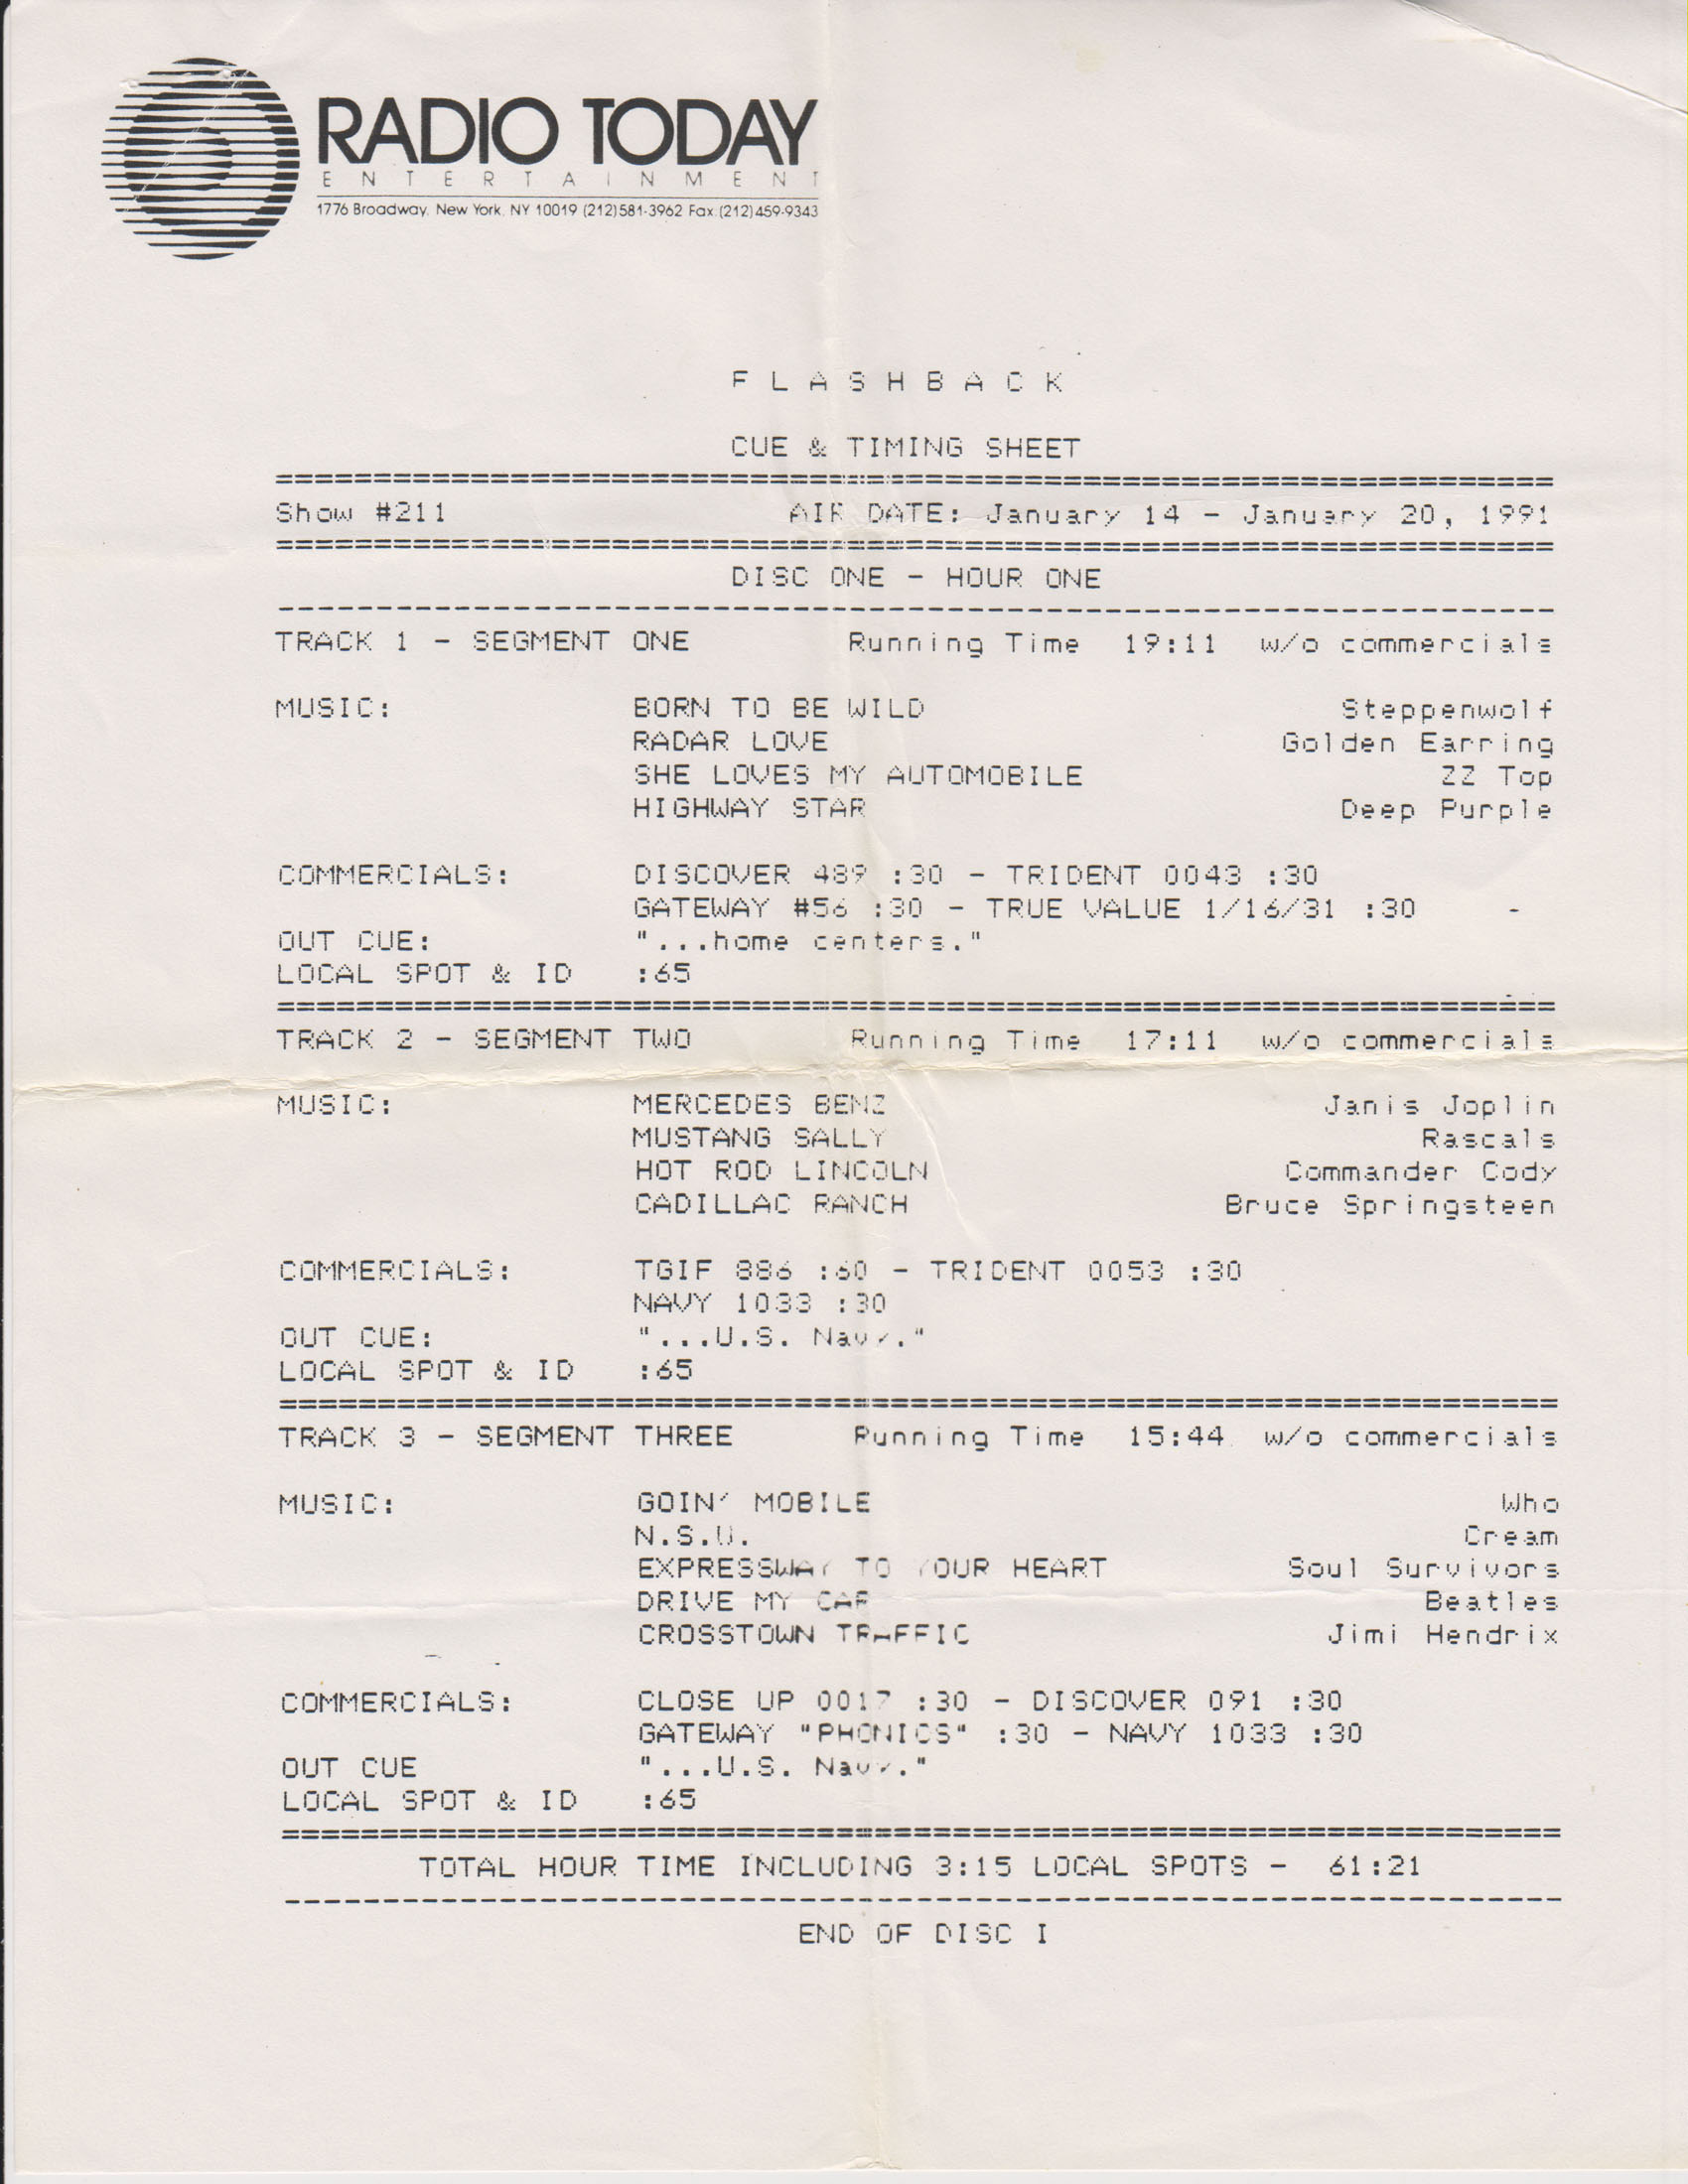 RADIO TODAY
ENTERTAINMENT
1776 Broadway, New York, NY 10019 (212)581-3962 Fax:(212)459-9343
FLASHBACK
CUE & TIMING SHEET
================================================================
Show #211 AIR DATE: January 14 - January 20, 1991
================================================================
DISC ONE - HOUR ONE
----------------------------------------------------------------
TRACK 1 - SEGMENT ONE Running Time 19:11 w/o commercials
MUSIC: BORN TO BE WILD Steppenwolf
RADAR LOVE Golden Earring
SHE LOVES MY AUTOMOBILE ZZ Top
HIGHWAY STAR Deep Purple
COMMERCIALS: DISCOVER 489 :30 - TRIDENT 0043 :30
GATEWAY #56 :30 - TRUE VALUE 1/16/31 :30
OUT CUE: "...home centers."
LOCAL SPOT & ID :65
================================================================
TRACK 2 - SEGMENT TWO Running Time 17:11 w/o commercials
MUSIC: MERCEDES BENZ Janis Joplin
MUSTANG SALLY Rascals
HOT ROD LINCOLN Commander Cody
CADILLAC RANCH Bruce Springsteen
COMMERCIALS: TGIF 886 :60 - TRIDENT 0053 :30
NAVY 1033 :30
OUT CUE: "...U.S. Navy."
LOCAL SPOT & ID :65
================================================================
TRACK 3 - SEGMENT THREE Running Time 15:44 w/o commercials
MUSIC: GOIN' MOBILE Who
N.S.U. Cream
EXPRESSWAY TO YOUR HEART Soul Survivors
DRIVE MY CAR Beatles
CROSSTOWN TRAFFIC Jimi Hendrix
COMMERCIALS: CLOSE UP 0017 :30 - DISCOVER 091 :30
GATEWAY "PHONICS" :30 - NAVY 1033 :30
OUT CUE "...U.S. Navy."
LOCAL SPOT & ID :65
================================================================
TOTAL HOUR TIME INCLUDING 3:15 LOCAL SPOTS - 61:21
----------------------------------------------------------------
END OF DISC I